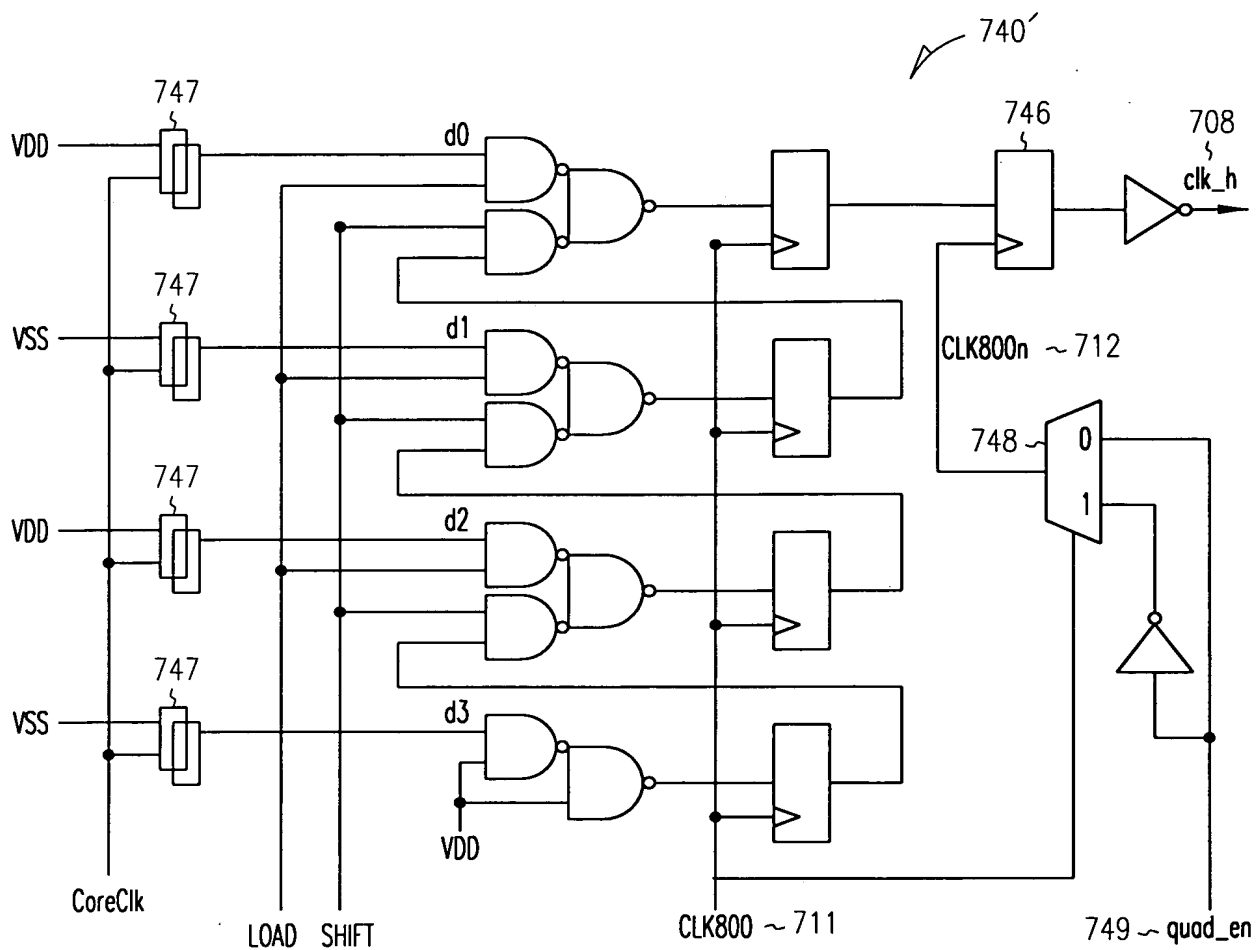 740′
747
VDD
d0
746
708
clk_h
747
VSS
d1
CLK800n ~ 712
748
0
1
747
VDD
d2
747
VSS
d3
VDD
CoreClk
LOAD
SHIFT
CLK800 ~ 711
749 ~ quad_en